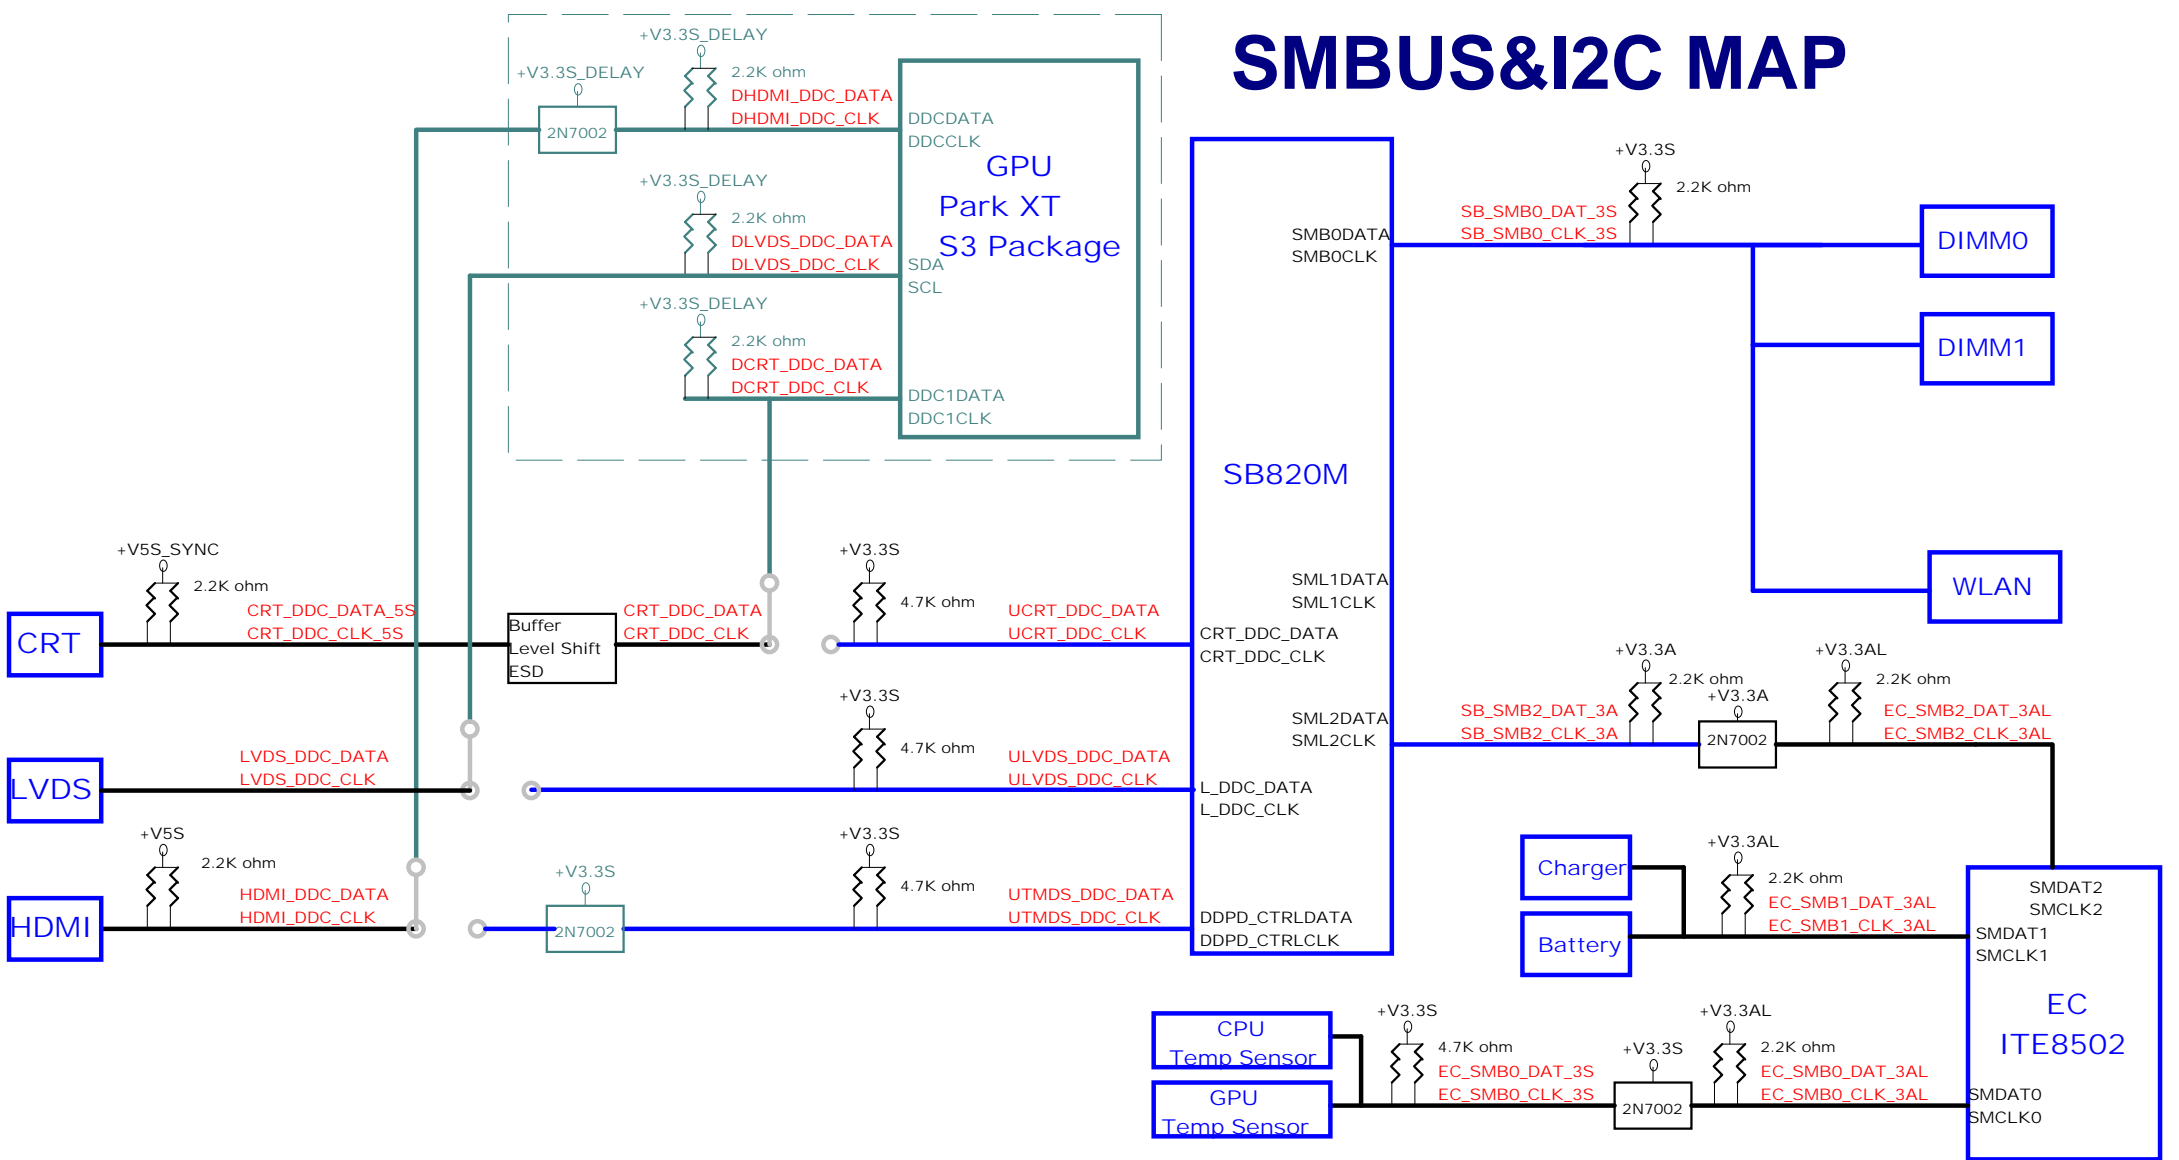 SMBUS&I2C MAP
+V3.3S_DELAY
+V3.3S_DELAY
2.2K ohm
DHDMI_DDC_DATA
DHDMI_DDC_CLK
2N7002
DDCDATA
DDCCLK
GPU
Park XT
S3 Package
+V3.3S_DELAY
2.2K ohm
DLVDS_DDC_DATA
DLVDS_DDC_CLK
SDA
SCL
+V3.3S_DELAY
2.2K ohm
DCRT_DDC_DATA
DCRT_DDC_CLK
DDC1DATA
DDC1CLK
+V5S_SYNC
2.2K ohm
CRT_DDC_DATA_5S
CRT_DDC_CLK_5S
CRT
Buffer
Level Shift
ESD
CRT_DDC_DATA
CRT_DDC_CLK
+V3.3S
4.7K ohm
UCRT_DDC_DATA
UCRT_DDC_CLK
LVDS_DDC_DATA
LVDS_DDC_CLK
LVDS
+V3.3S
4.7K ohm
ULVDS_DDC_DATA
ULVDS_DDC_CLK
+V5S
2.2K ohm
HDMI_DDC_DATA
HDMI_DDC_CLK
HDMI
+V3.3S
2N7002
+V3.3S
4.7K ohm
UTMDS_DDC_DATA
UTMDS_DDC_CLK
SB820M
SMB0DATA
SMB0CLK
SML1DATA
SML1CLK
CRT_DDC_DATA
CRT_DDC_CLK
SML2DATA
SML2CLK
L_DDC_DATA
L_DDC_CLK
DDPD_CTRLDATA
DDPD_CTRLCLK
+V3.3S
2.2K ohm
SB_SMB0_DAT_3S
SB_SMB0_CLK_3S
DIMM0
DIMM1
WLAN
+V3.3A
2.2K ohm
SB_SMB2_DAT_3A
SB_SMB2_CLK_3A
+V3.3A
2N7002
+V3.3AL
2.2K ohm
EC_SMB2_DAT_3AL
EC_SMB2_CLK_3AL
Charger
Battery
+V3.3AL
2.2K ohm
EC_SMB1_DAT_3AL
EC_SMB1_CLK_3AL
SMDAT2
SMCLK2
SMDAT1
SMCLK1
EC
ITE8502
SMDAT0
SMCLK0
CPU
Temp Sensor
GPU
Temp Sensor
+V3.3S
4.7K ohm
EC_SMB0_DAT_3S
EC_SMB0_CLK_3S
+V3.3S
2N7002
+V3.3AL
2.2K ohm
EC_SMB0_DAT_3AL
EC_SMB0_CLK_3AL